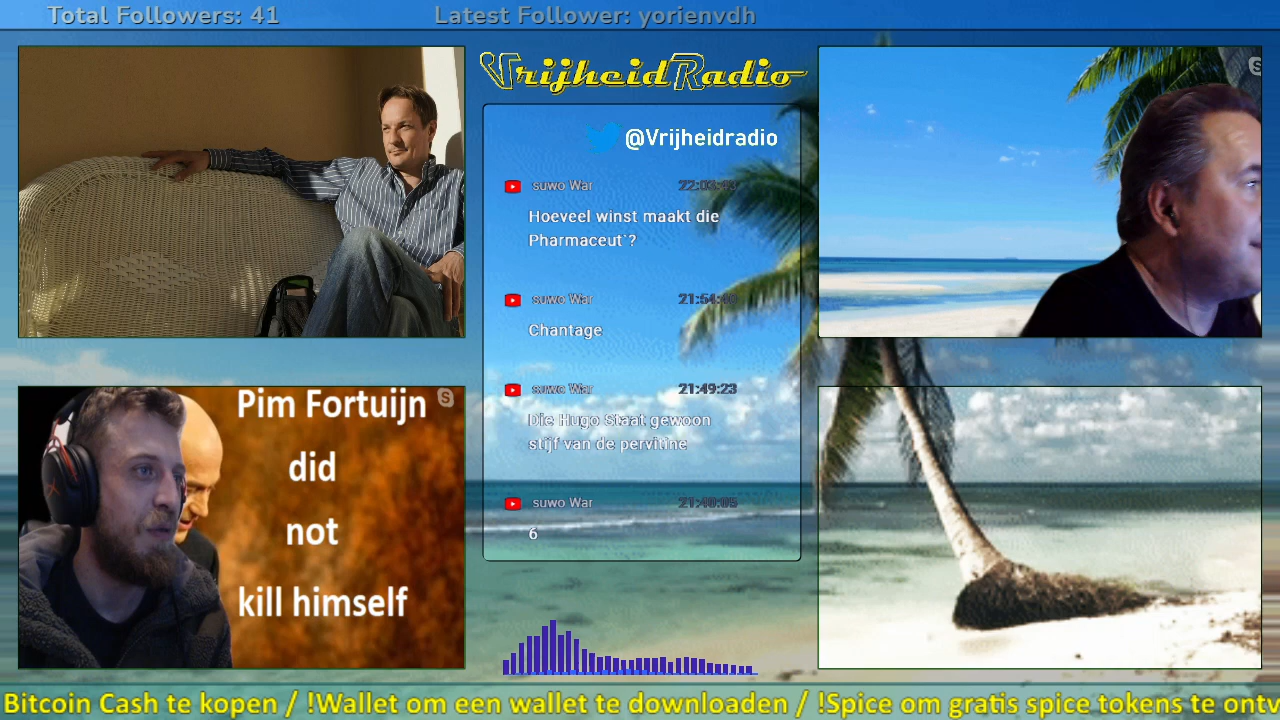 Total Followers: 41
Latest Follower: yorienvdh
VrijheidRadio
@Vrijheidradio
suwo War
Hoeveel winst maakt die
Pharmaceut`?
suwo War
Chantage
suwo War 21:49:23
Die Hugo Staat gewoon
stijf van de pervitine
suwo War 21:40:05
6
Pim Fortuijn
did
not
kill himself
Bitcoin Cash te kopen / !Wallet om een wallet te downloaden / !Spice om gratis spice tokens te ontv